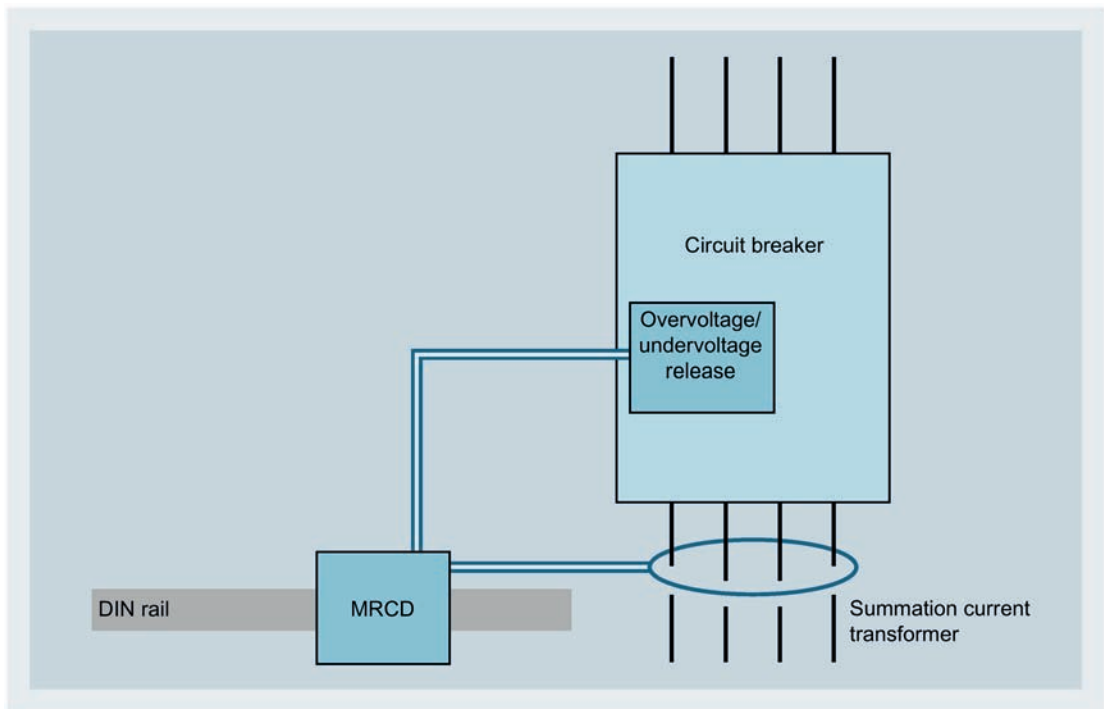 Circuit breaker
Overvoltage/
undervoltage
release
DIN rail
MRCD
Summation current
transformer